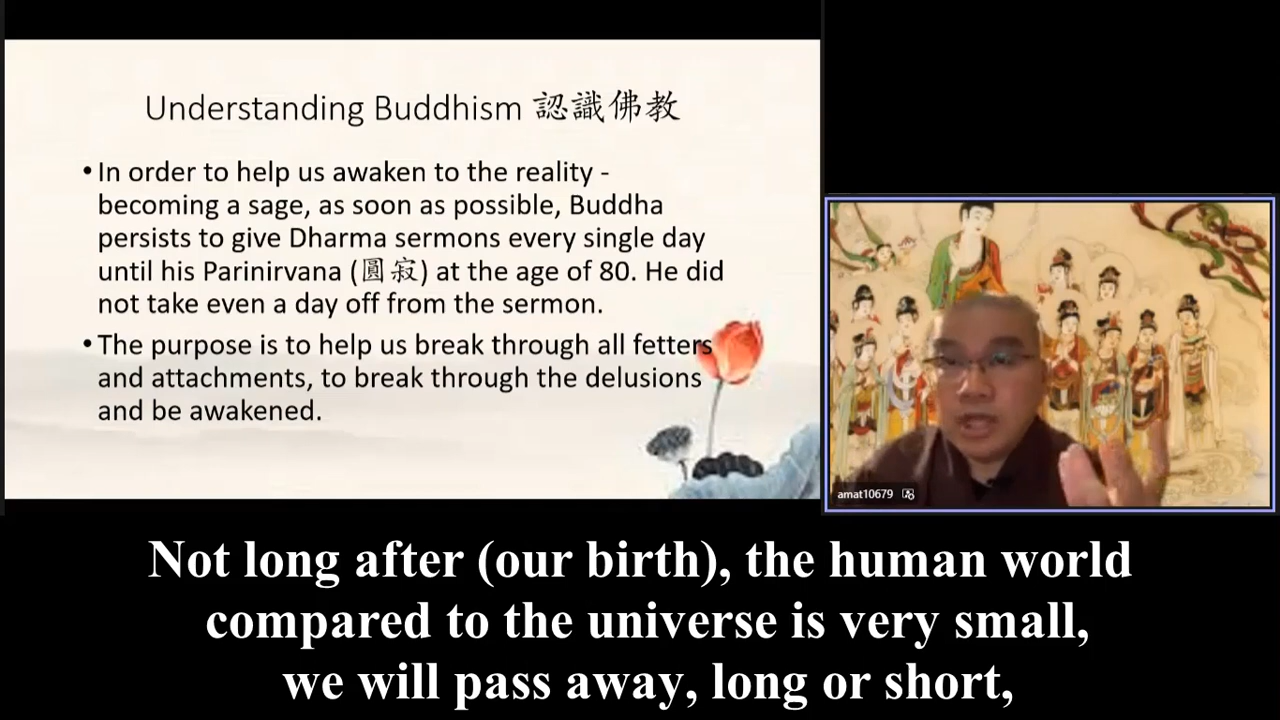 Understanding Buddhism 認識佛教
•In order to help us awaken to the reality -
becoming a sage, as soon as possible, Buddha
persists to give Dharma sermons every single day
until his Parinirvana (圓寂) at the age of 80. He did
not take even a day off from the sermon.
•The purpose is to help us break through all fetters
and attachments, to break through the delusions
and be awakened.
amat10679
Not long after (our birth), the human world
compared to the universe is very small,
we will pass away, long or short,